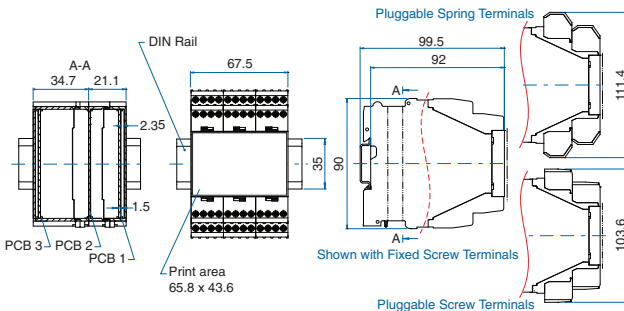 Pluggable Spring Terminals
DIN Rail
A-A
34.7
21.1
67.5
99.5
92
A
2.35
1.5
35
90
111.4
PCB 3
PCB 2
PCB 1
A
Shown with Fixed Screw Terminals
Print area
65.8 x 43.6
103.6
Pluggable Screw Terminals